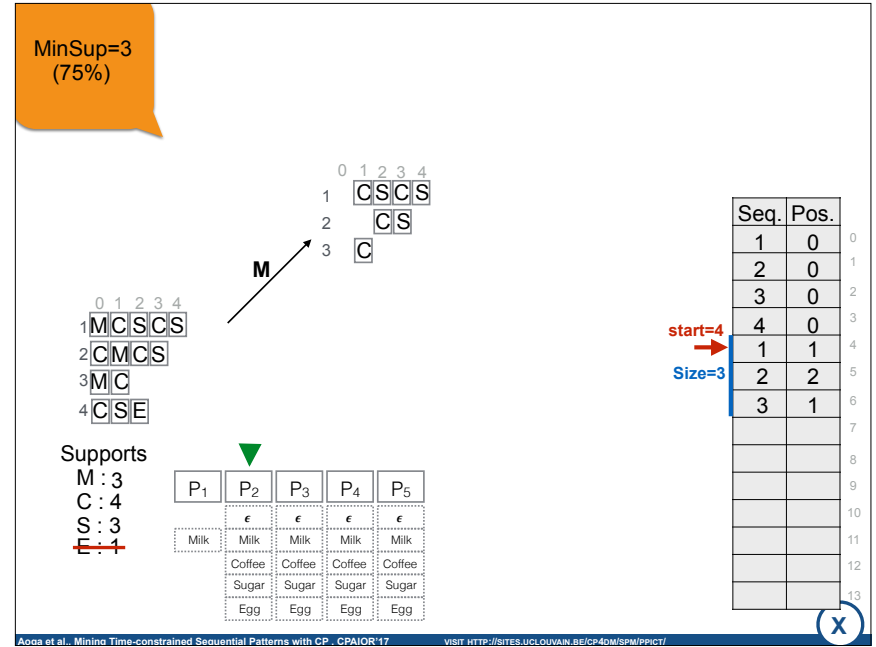 MinSup=3
(75%)
0 1 2 3 4
1 C S C S
2 C S
3 C
M
0 1 2 3 4
1 M C S C S
2 C M C S
3 M C
4 C S E
Supports
M : 3
C : 4
S : 3
E : 1
P1 P2 P3 P4 P5
ϵ ϵ ϵ ϵ
Milk Milk Milk Milk Milk
Coffee Coffee Coffee Coffee
Sugar Sugar Sugar Sugar
Egg Egg Egg Egg
Seq. Pos.
1 0 0
2 0 1
3 0 2
4 0 3
start=4
1 1 4
Size=3
2 2 5
3 1 6
7
8
9
10
11
12
13
X
Aoga et al., Mining Time-constrained Sequential Patterns with CP . CPAIOR'17 VISIT HTTP://SITES.UCLOUVAIN.BE/CP4DM/SPM/PPICT/